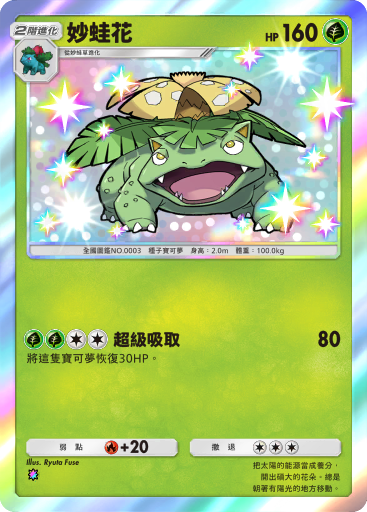 2階進化
妙蛙花
HP 160
從妙蛙草進化
全國圖鑑NO.0003 種子寶可夢 身高：2.0m 體重：100.0kg
超級吸取 80
將這隻寶可夢恢復30HP。
弱點 +20
撤退
Illus. Ryuta Fuse
把太陽的能源當成養分，
開出碩大的花朵。總是
朝著有陽光的地方移動。